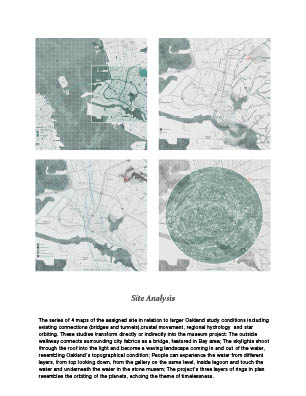 Site Analysis
The series of 4 maps of the assigned site in relation to larger Oakland study conditions including
existing connections (bridges and tunnels),crustal movement, regional hydrology and star
orbiting. These studies transform directly or indirectly into the museum project: The outside
walkway connects surrounding city fabrics as a bridge, featured in Bay area; The skylights shoot
through the roof into the light and become a waving landscape coming in and out of the water,
resembling Oakland's topographical condition; People can experience the water from different
layers, from top looking down, from the gallery on the same level, inside lagoon and touch the
water and underneath the water in the stone musem; The project's three layers of rings in plan
resembles the orbiting of the planets, echoing the theme of timelessness.